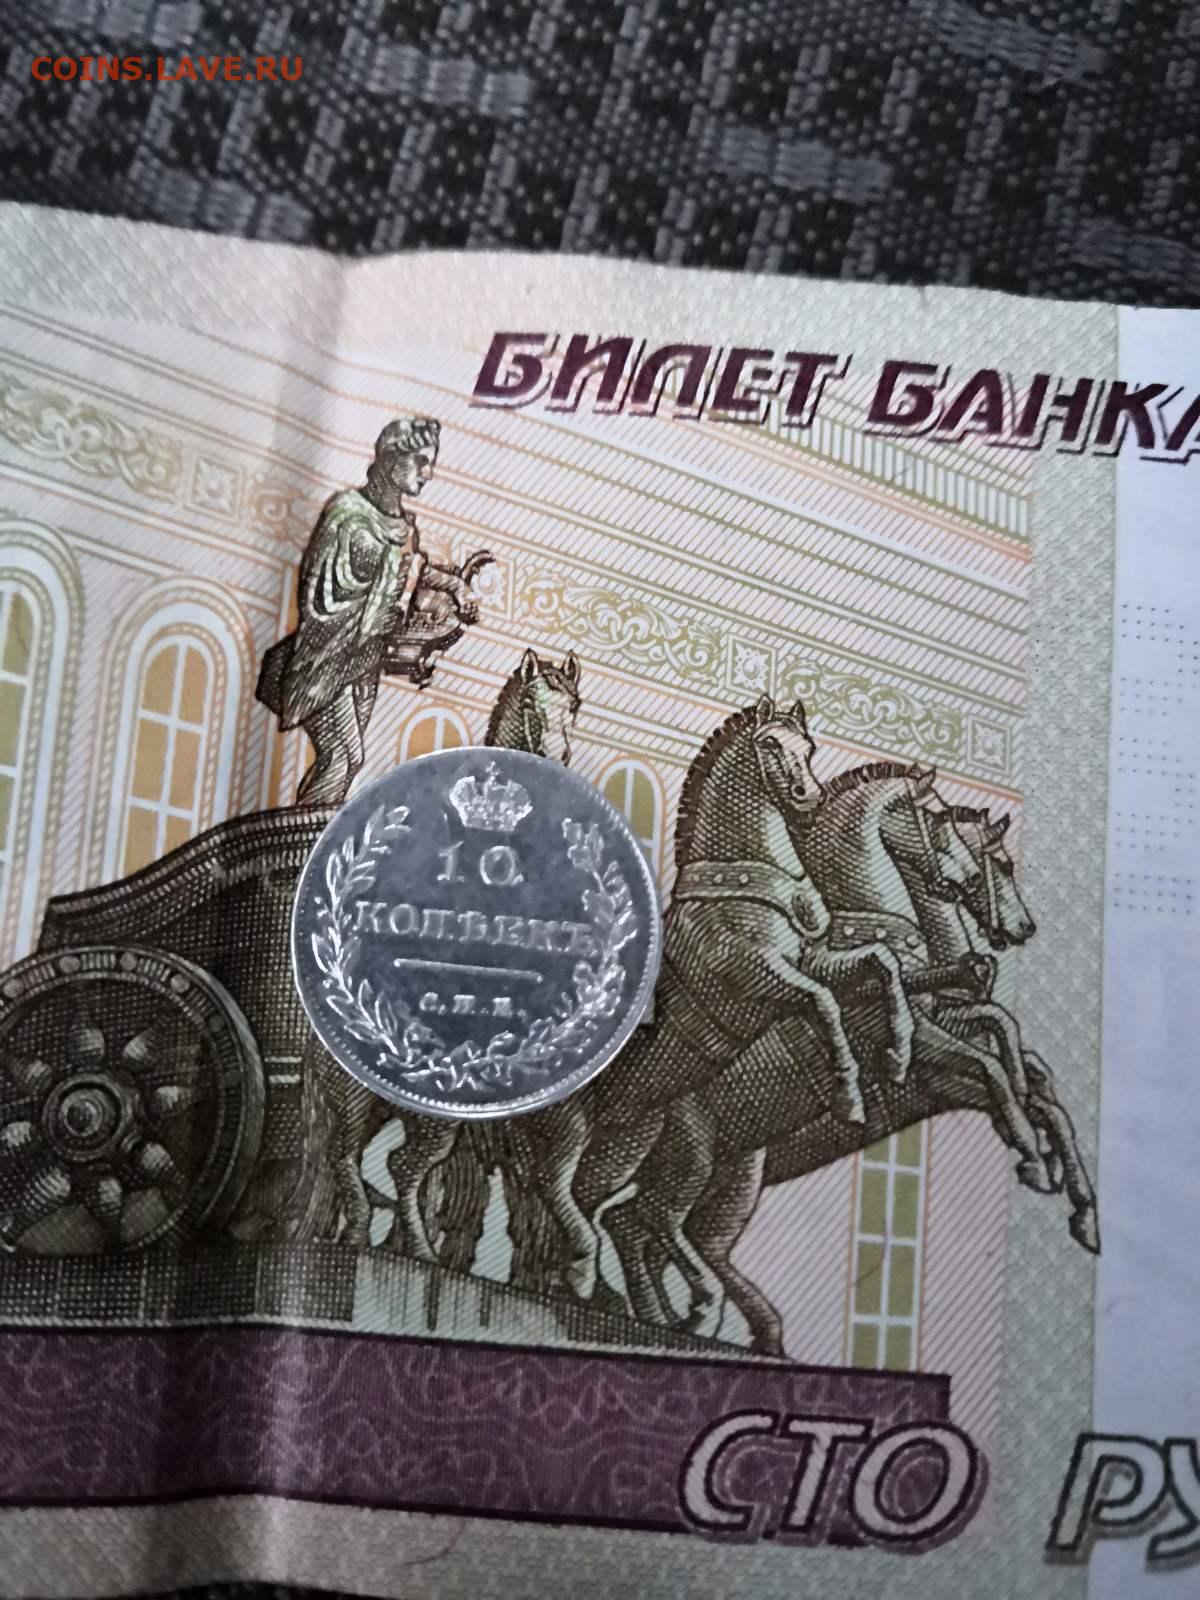 COINS.LAVE.RU
БИЛЕТ БАНКА
10
КОПѢЕКЪ
С.П.Б.
СТО РУ